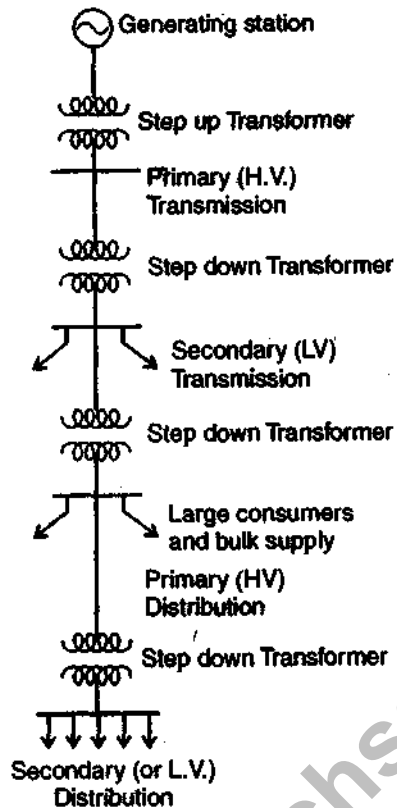 Generating station
Step up Transformer
Primary (H.V.)
Transmission
Step down Transformer
Secondary (LV)
Transmission
Step down Transformer
Large consumers
and bulk supply
Primary (HV)
Distribution
Step down Transformer
Secondary (or L.V.)
Distribution